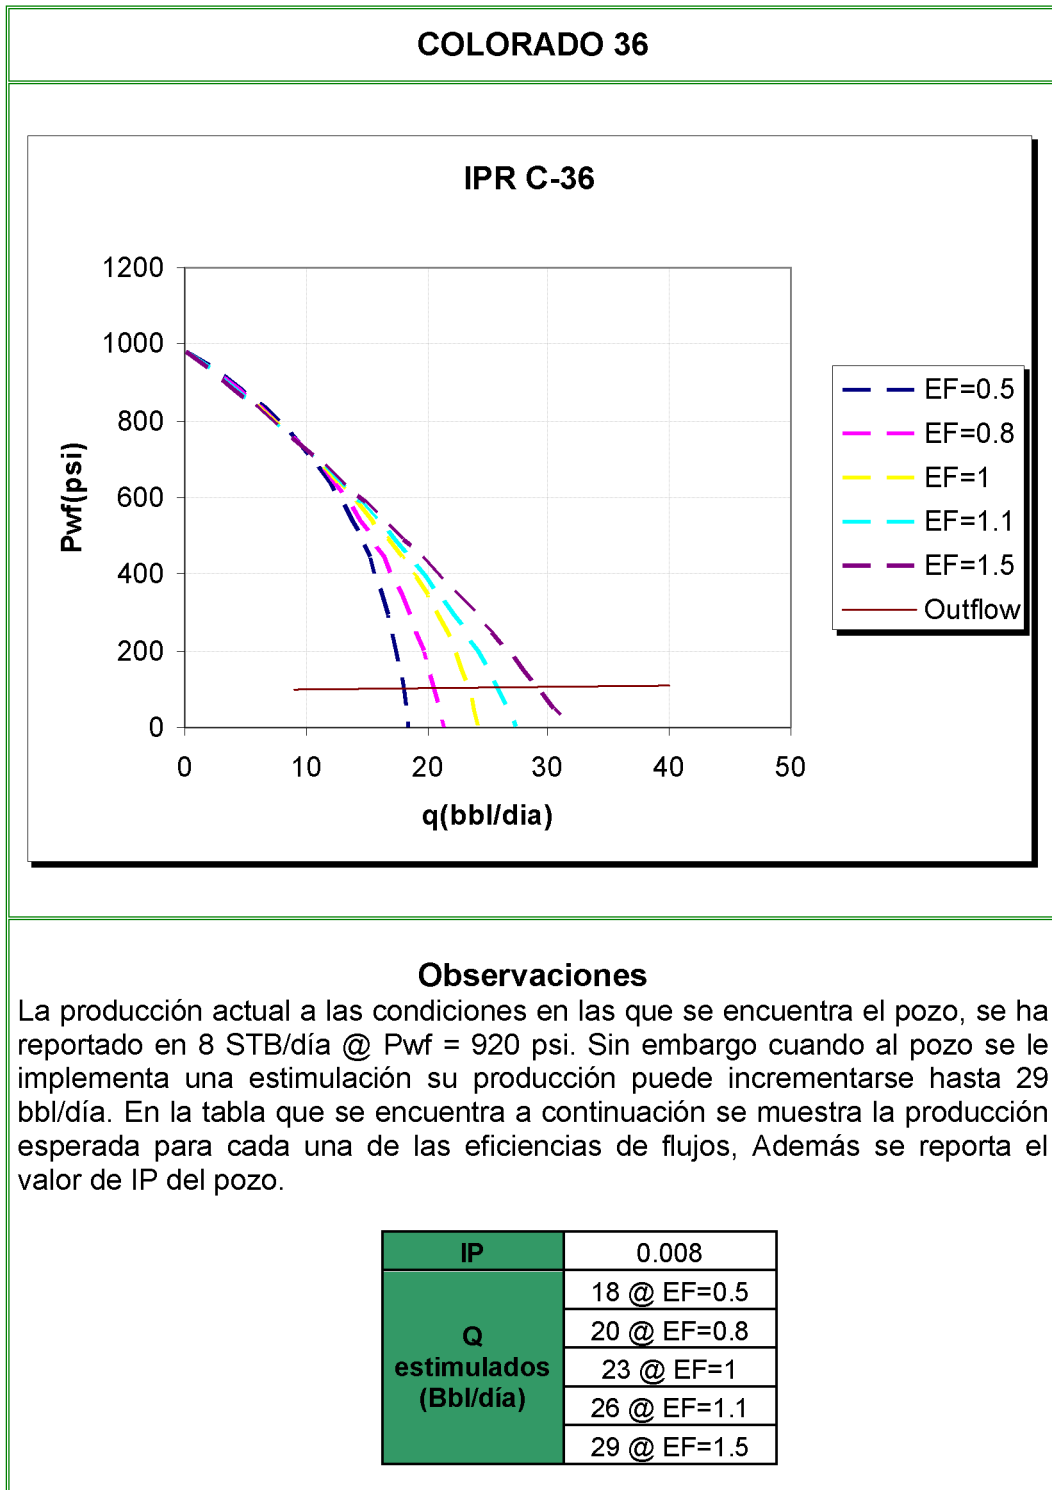 COLORADO 36
IPR C-36
1200
1000
800
600
400
200
0
Pwf(psi)
0 10 20 30 40 50
q(bbl/dia)
EF=0.5
EF=0.8
EF=1
EF=1.1
EF=1.5
Outflow
Observaciones
La producción actual a las condiciones en las que se encuentra el pozo, se ha
reportado en 8 STB/día @ Pwf = 920 psi. Sin embargo cuando al pozo se le
implementa una estimulación su producción puede incrementarse hasta 29
bbl/día. En la tabla que se encuentra a continuación se muestra la producción
esperada para cada una de las eficiencias de flujos, Además se reporta el
valor de IP del pozo.
IP 0.008
Q
estimulados
(Bbl/día)
18 @ EF=0.5
20 @ EF=0.8
23 @ EF=1
26 @ EF=1.1
29 @ EF=1.5